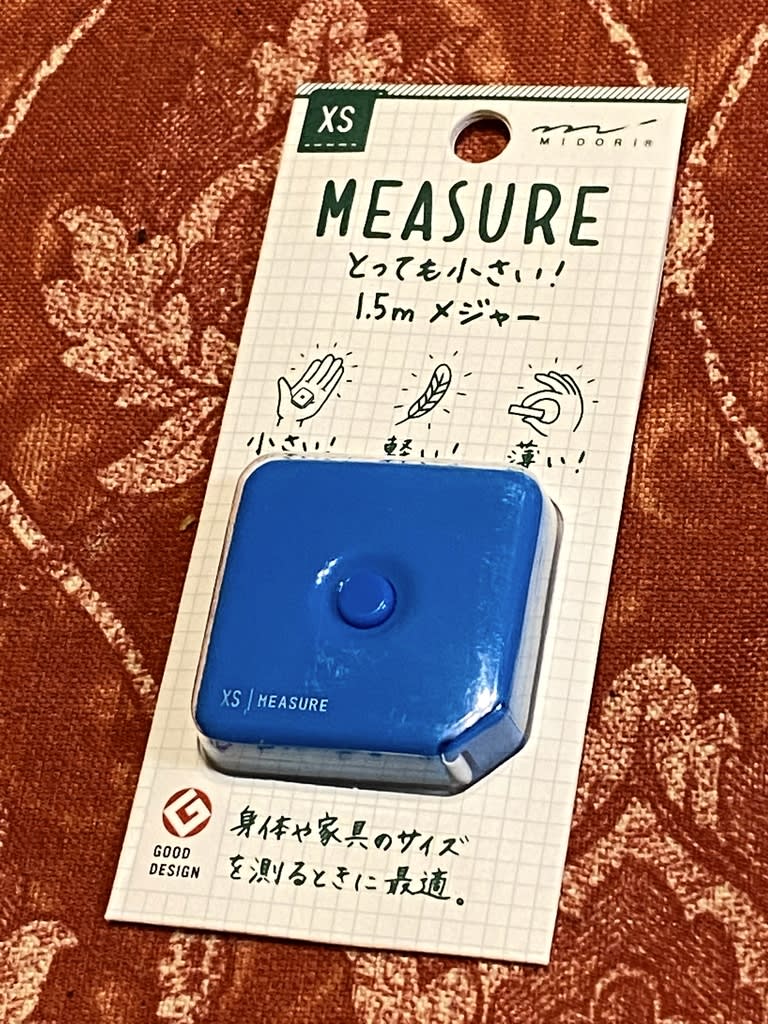 XS
MIDORI®
MEASURE
とっても小さい!
1.5m メジャー
小さい! 軽い! 薄い!
XS | MEASURE
GOOD
DESIGN
身体や家具のサイズ
を測るときに最適。